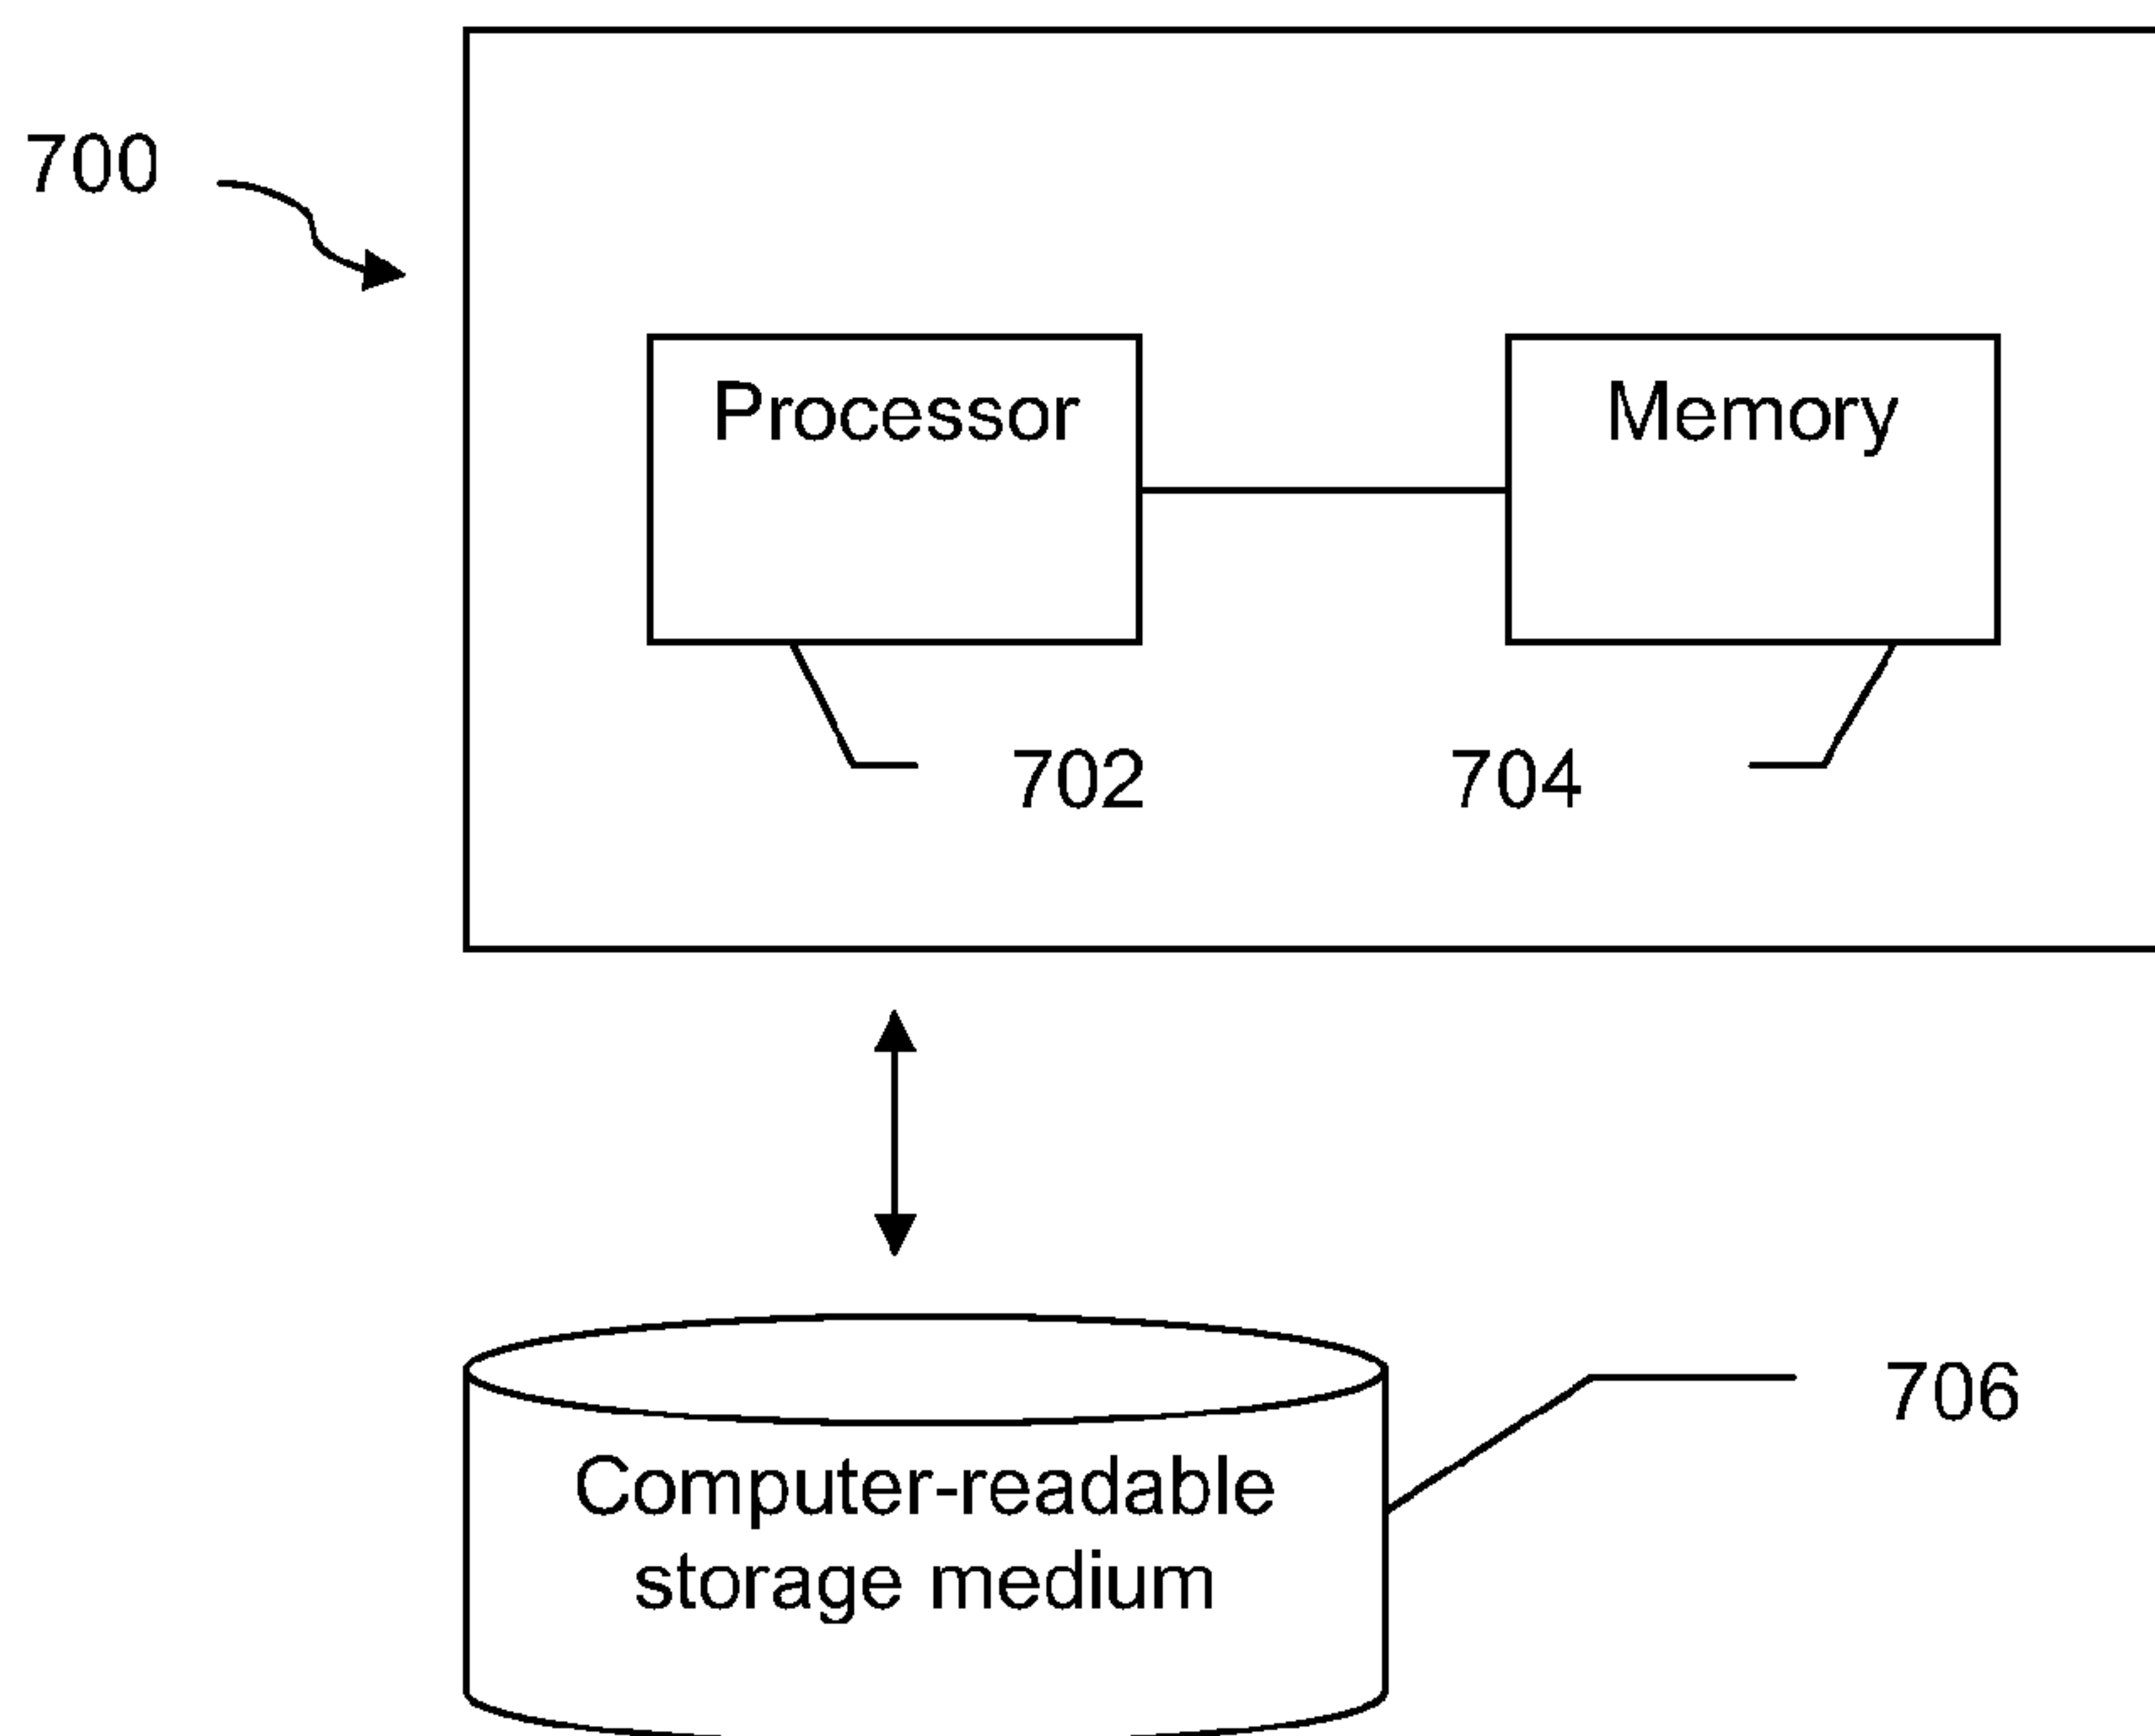 700
Processor
Memory
702
704
706
Computer-readable
storage medium